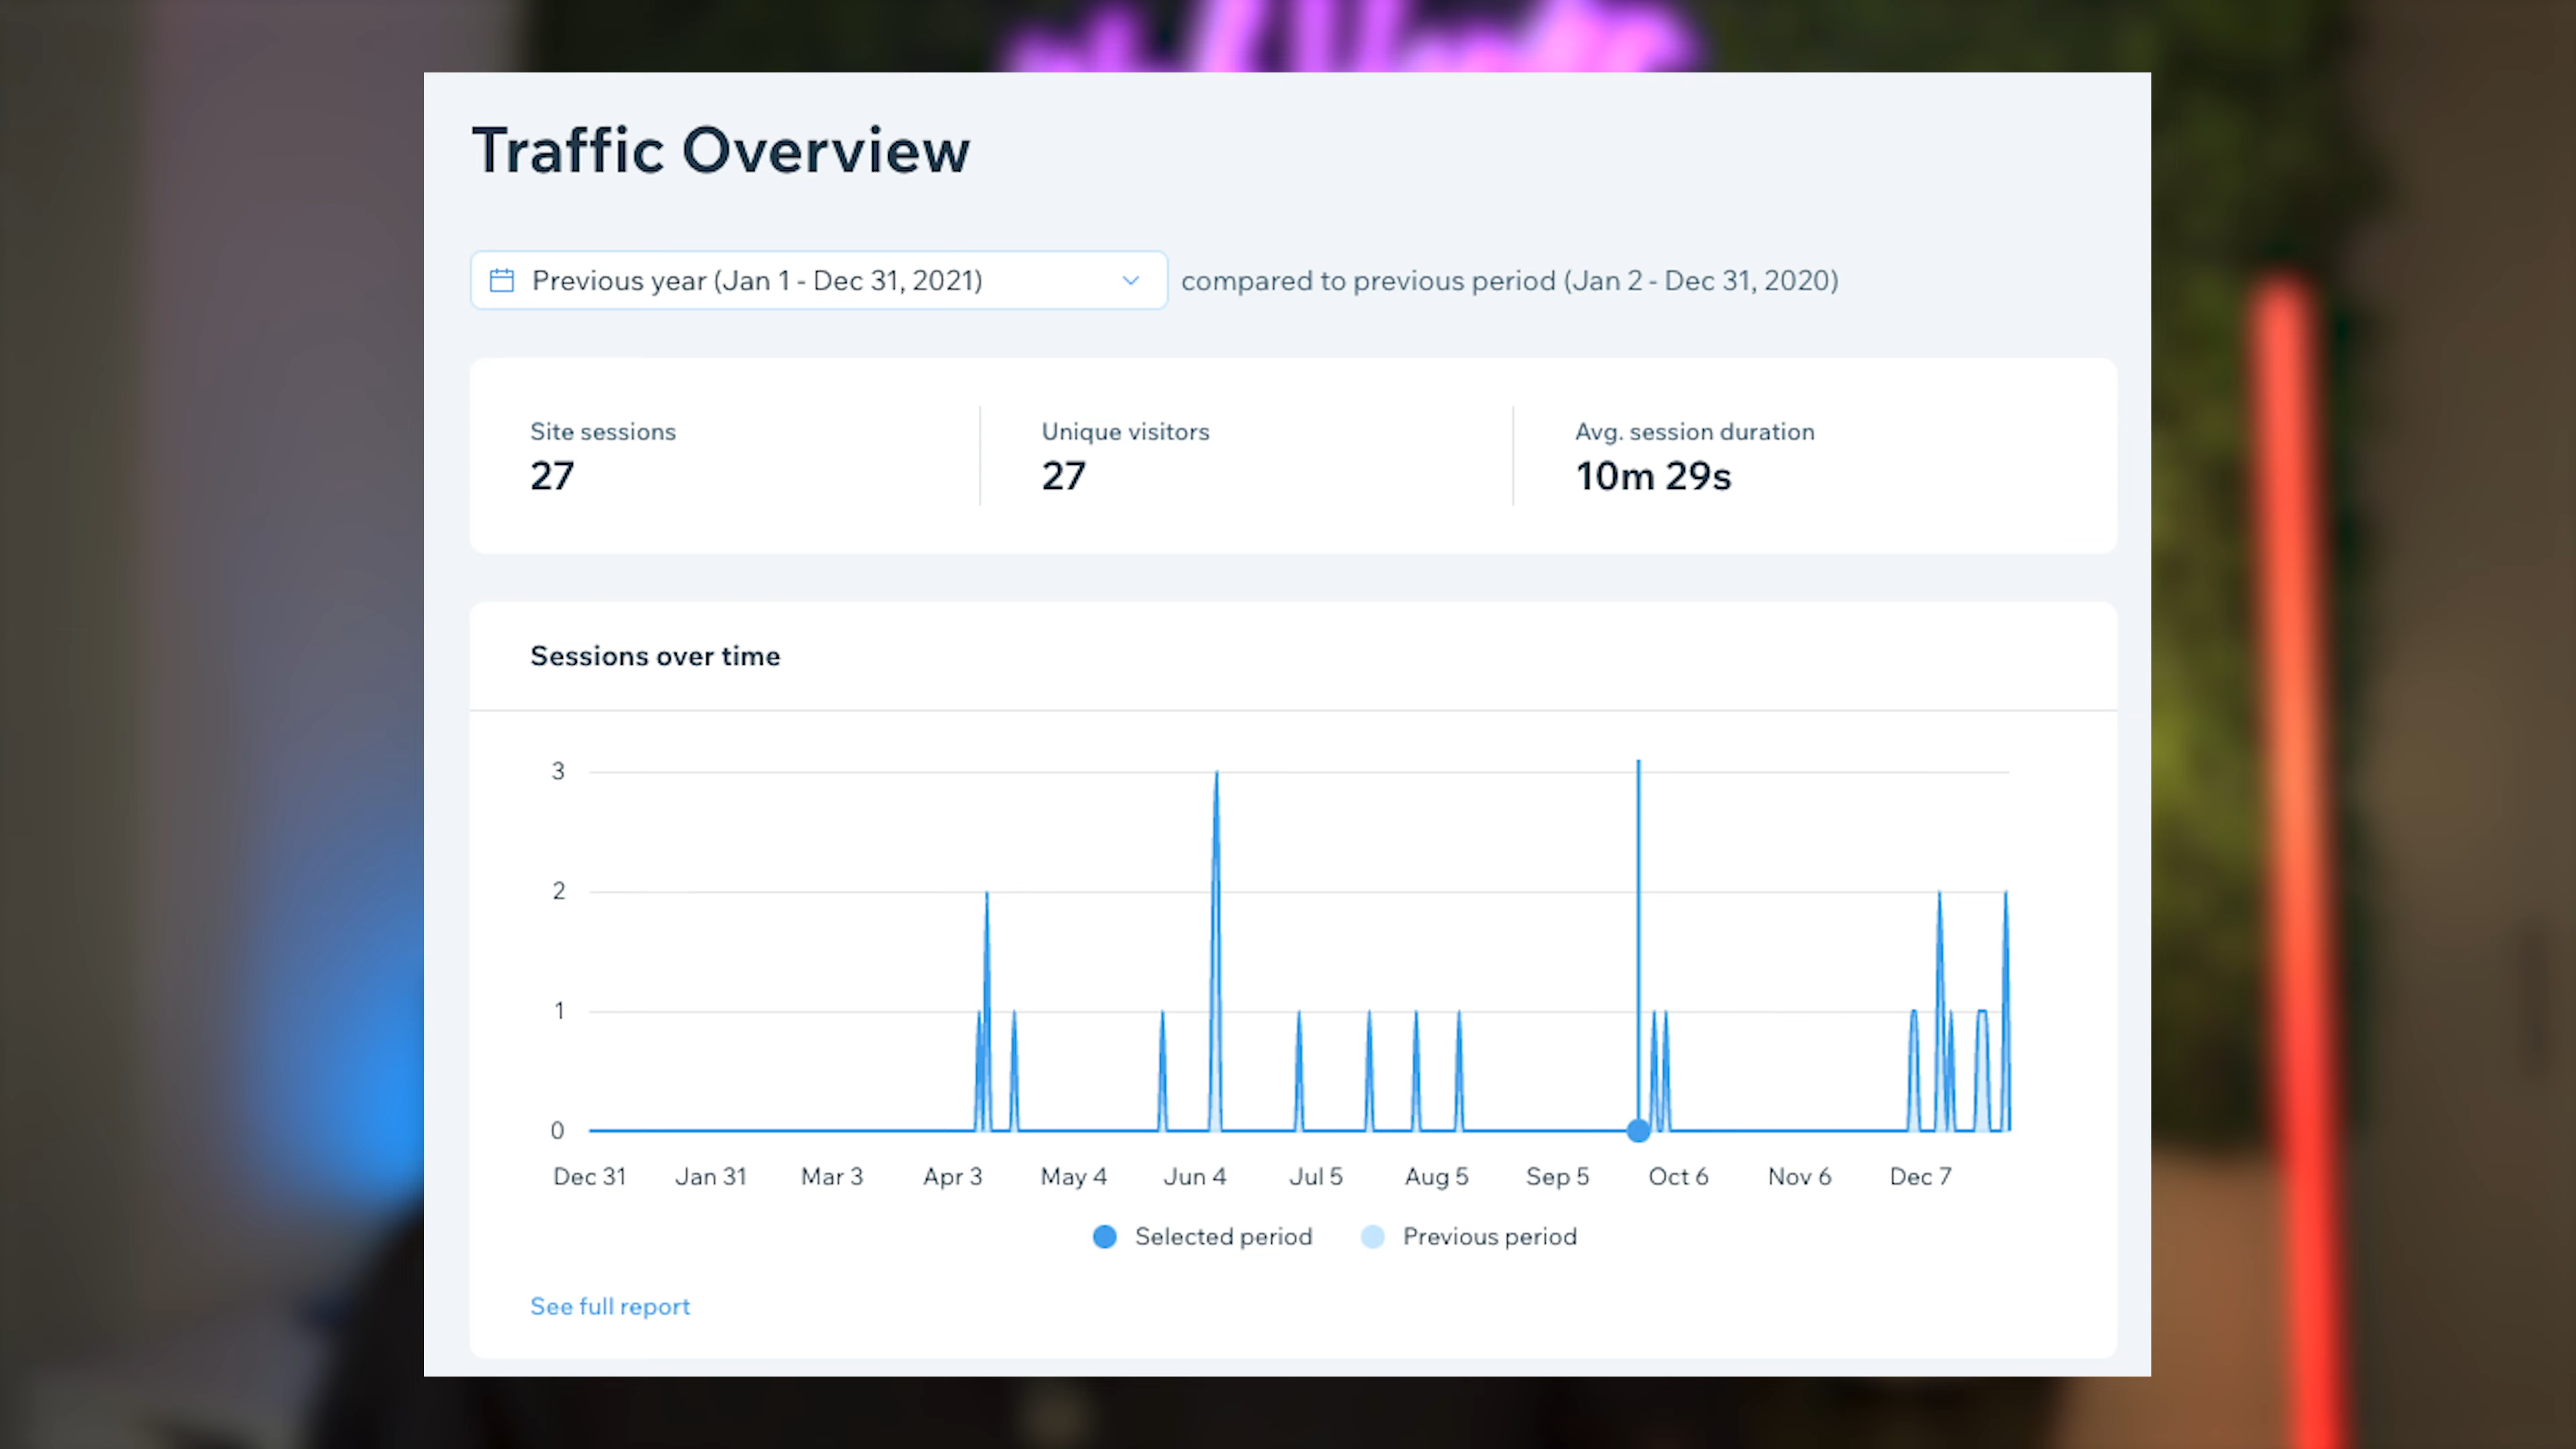 Traffic Overview
Previous year (Jan 1 - Dec 31, 2021) compared to previous period (Jan 2 - Dec 31, 2020)
Site sessions
27
Unique visitors
27
Avg. session duration
10m 29s
Sessions over time
3
2
1
0
Dec 31 Jan 31 Mar 3 Apr 3 May 4 Jun 4 Jul 5 Aug 5 Sep 5 Oct 6 Nov 6 Dec 7
Selected period Previous period
See full report